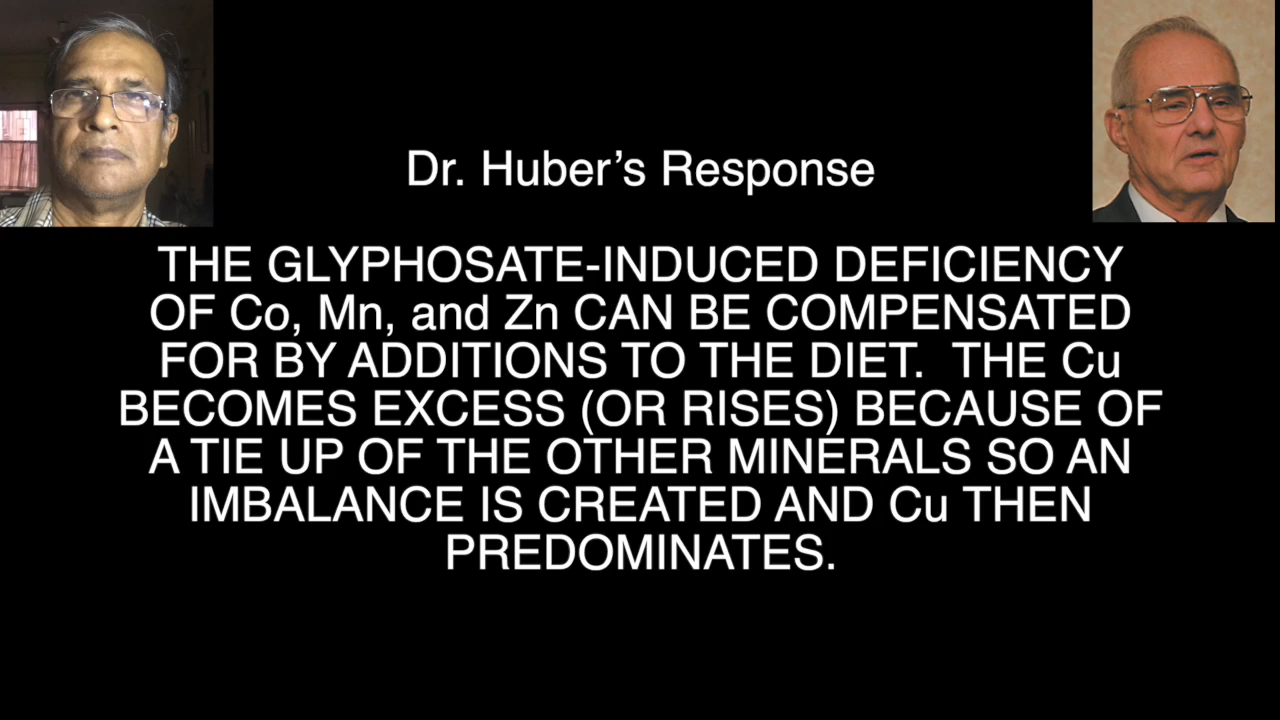 Dr. Huber’s Response
THE GLYPHOSATE-INDUCED DEFICIENCY
OF Co, Mn, and Zn CAN BE COMPENSATED
FOR BY ADDITIONS TO THE DIET.  THE Cu
BECOMES EXCESS (OR RISES) BECAUSE OF
A TIE UP OF THE OTHER MINERALS SO AN
IMBALANCE IS CREATED AND Cu THEN
PREDOMINATES.